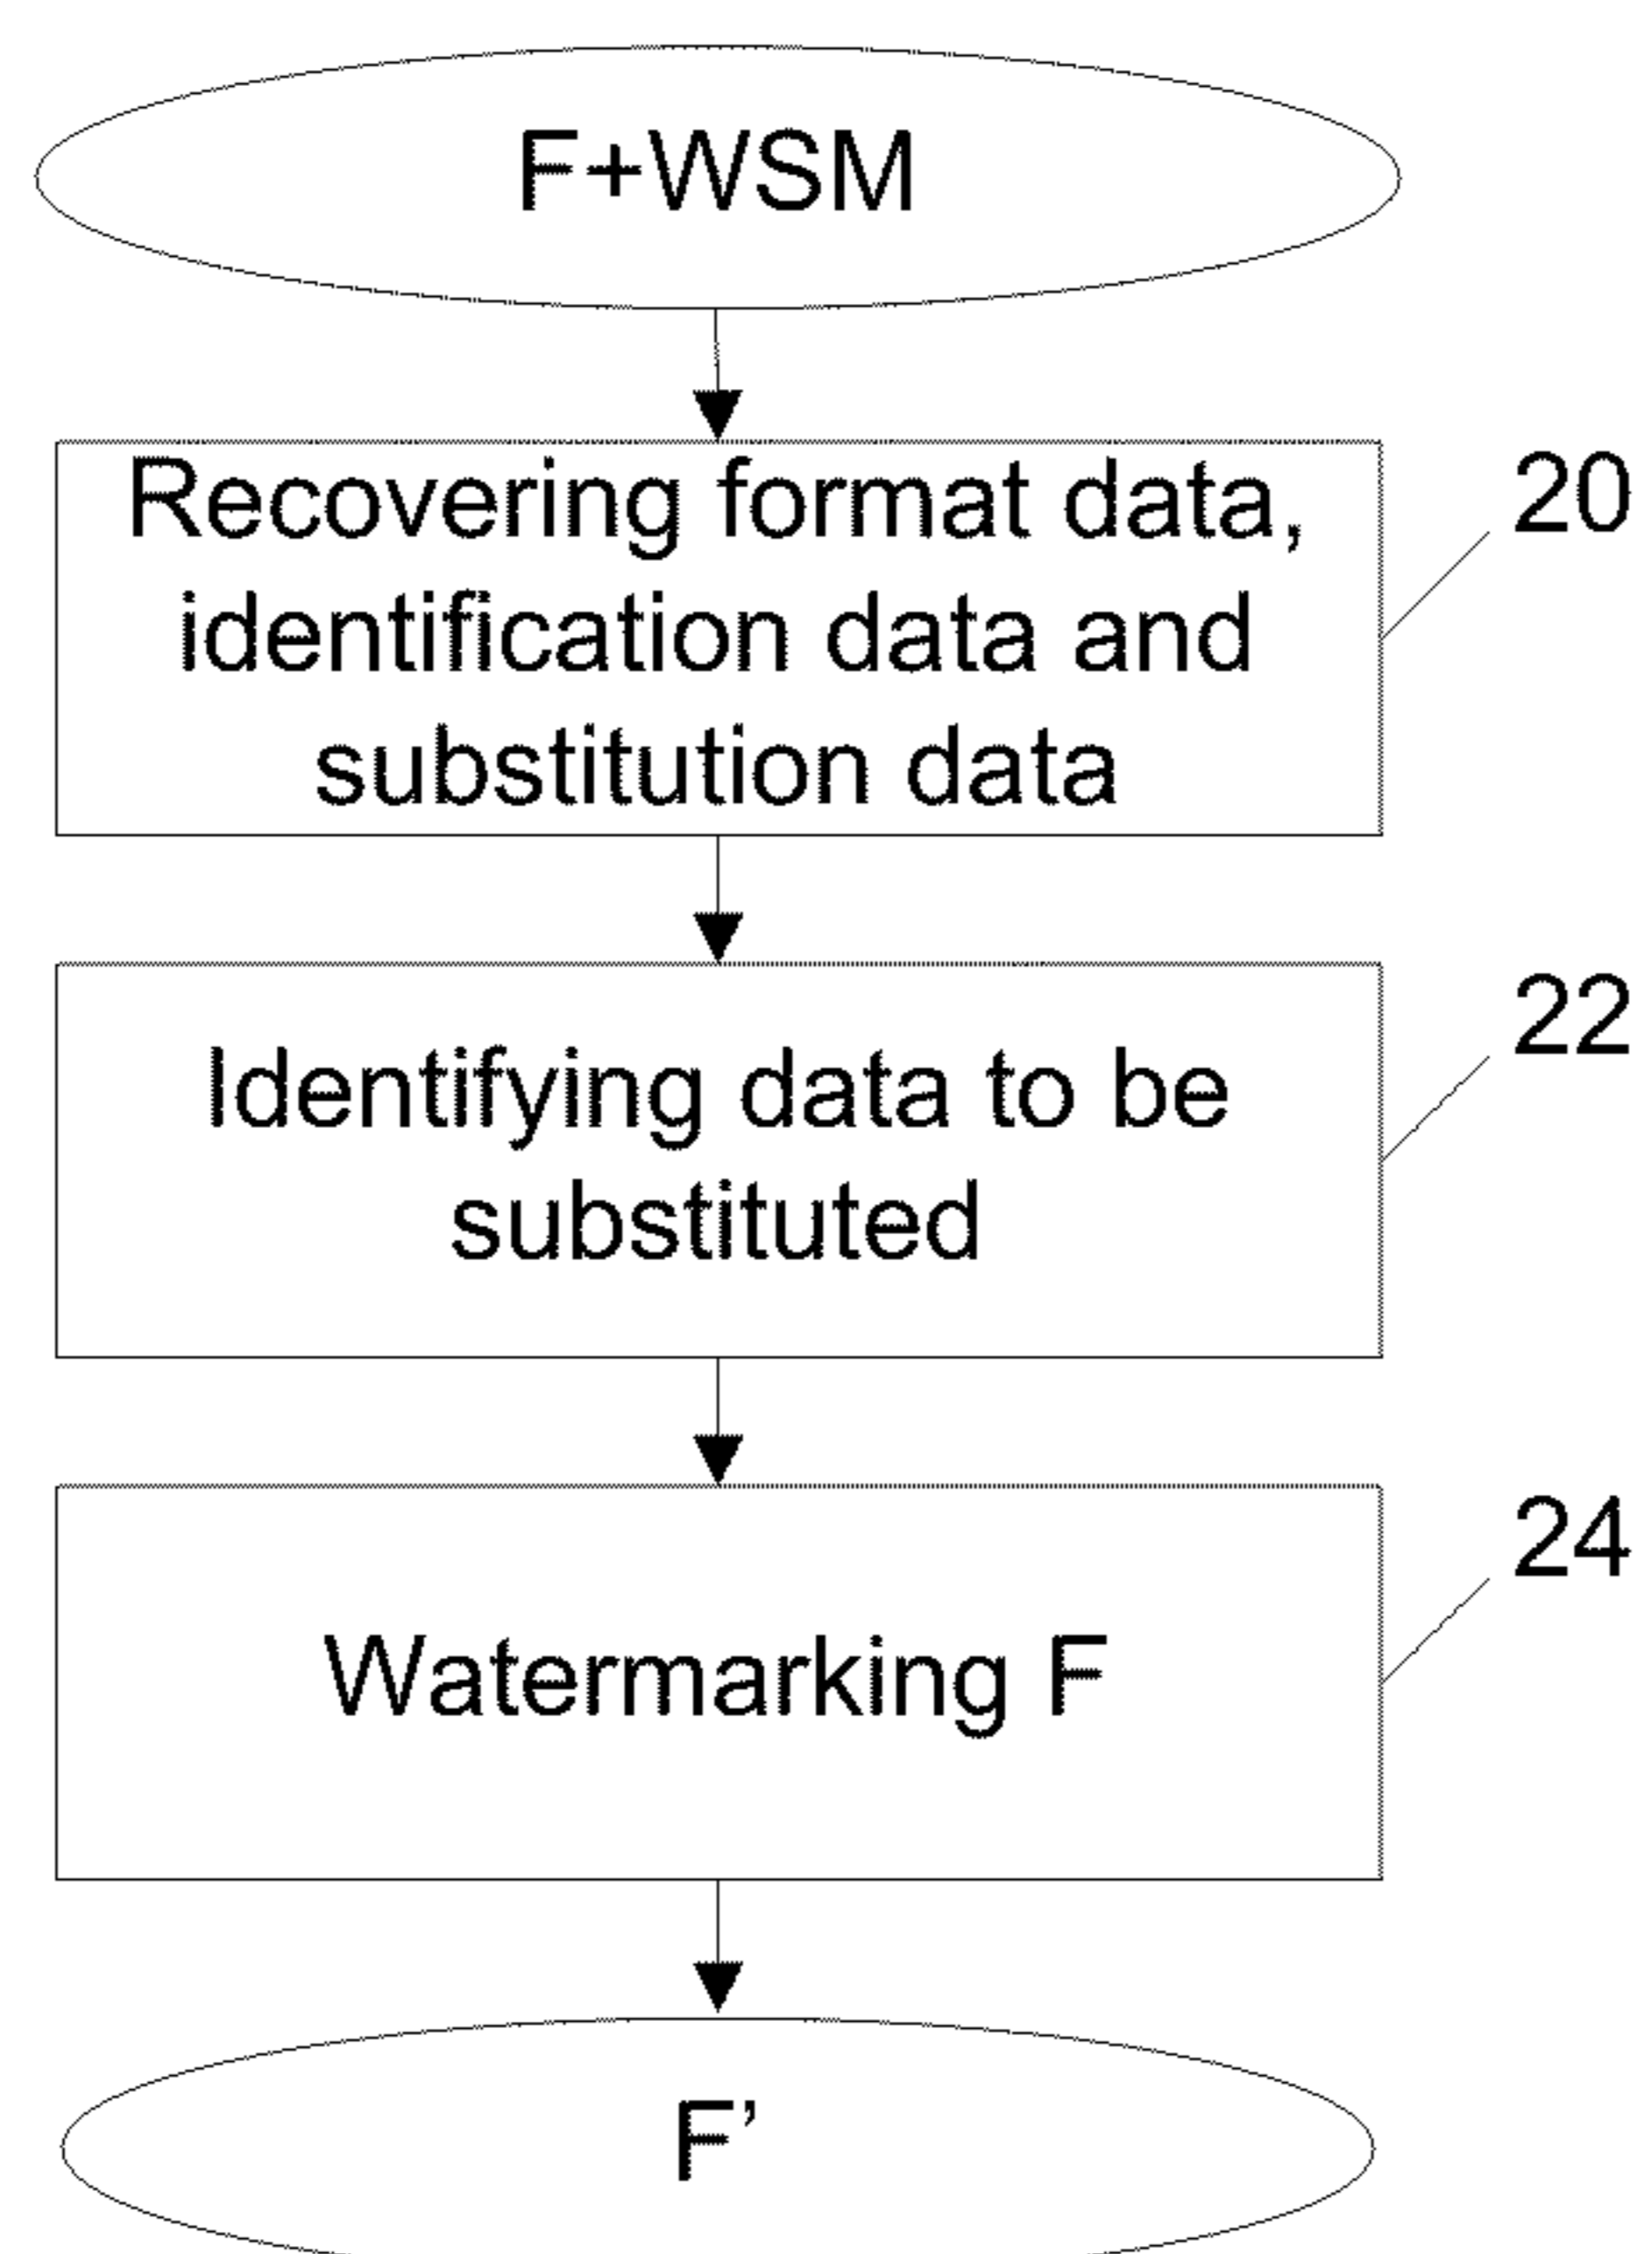 F+WSM
Recovering format data,
identification data and
substitution data
20
Identifying data to be
substituted
22
Watermarking F
24
F’